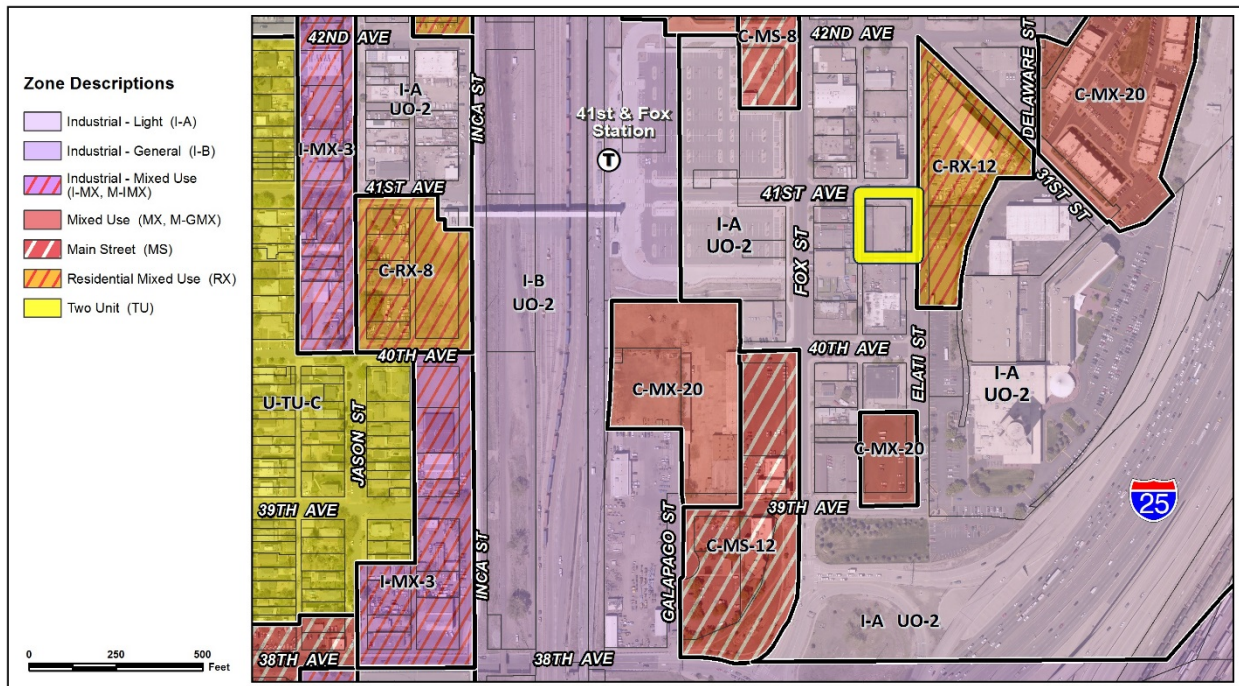 Zone Descriptions
Industrial - Light (I-A)
Industrial - General (I-B)
Industrial - Mixed Use
(I-MX, M-IMX)
Mixed Use (MX, M-GMX)
Main Street (MS)
Residential Mixed Use (RX)
Two Unit (TU)
0 250 500
Feet
42ND AVE
C-MS-8
42ND AVE
DELAWARE ST
I-A
UO-2
INCA ST
C-MX-20
41st & Fox
Station
T
I-MX-3
C-RX-12
41ST AVE
41ST AVE
31ST ST
I-A
UO-2
FOX ST
C-RX-8
I-B
UO-2
40TH AVE
40TH AVE
ELATI ST
I-A
UO-2
C-MX-20
U-TU-C
JASON ST
C-MX-20
39TH AVE
39TH AVE
25
GALAPAGO ST
INCA ST
C-MS-12
I-MX-3
I-A UO-2
38TH AVE
38TH AVE